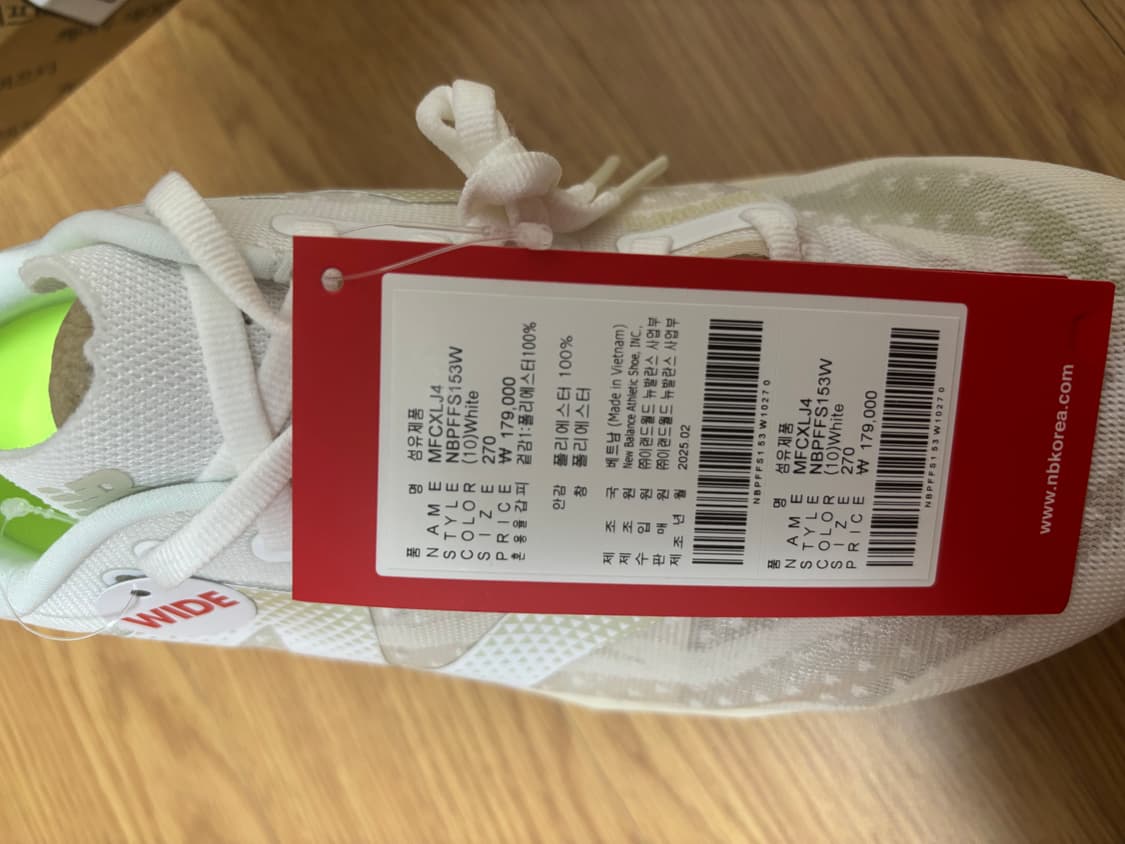 품 명 섬유제품
NAME MFCXLJ4
STYLE NBPFFS153W
COLOR (10)White
SIZE 270
PRICE ₩ 179,000
혼용율겉피 겉감1:폴리에스터100%
안감 폴리에스터 100%
창 폴리에스터
제 조 국 베트남 (Made in Vietnam)
제 조 원 New Balance Athletic Shoe, INC,
수 입 원 ㈜이랜드월드 뉴발란스 사업부
판 매 원 ㈜이랜드월드 뉴발란스 사업부
제조년월 2025.02
NBPFFS153W10270
품 명 섬유제품
NAME MFCXLJ4
STYLE NBPFFS153W
COLOR (10)White
SIZE 270
PRICE ₩ 179,000
NBPFFS153W10270
www.nbkorea.com
WIDE